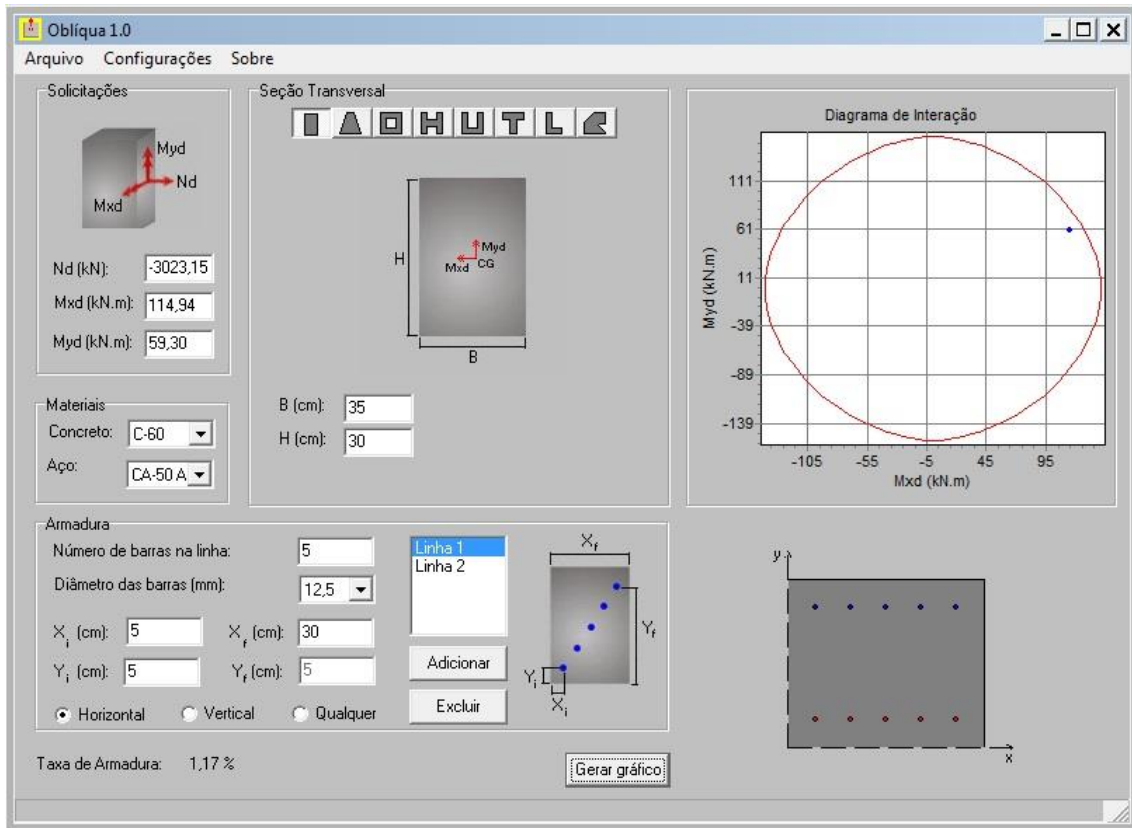 Oblíqua 1.0
Arquivo Configurações Sobre
Solicitações
Myd
Nd
Mxd
Nd (kN): -3023,15
Mxd (kN.m): 114,94
Myd (kN.m): 59,30
Materiais
Concreto: C-60
Aço: CA-50 A
Seção Transversal
H
Myd
Mxd CG
B
B (cm): 35
H (cm): 30
Diagrama de Interação
111
61
11
-39
-89
-139
Myd (kN.m)
-105 -55 -5 45 95
Mxd (kN.m)
Armadura
Número de barras na linha: 5
Diâmetro das barras (mm): 12,5
Xi (cm): 5 Xf (cm): 30
Yi (cm): 5 Yf (cm): 5
Horizontal Vertical Qualquer
Linha 1
Linha 2
Adicionar
Excluir
Xf
Yf
Yi
Xi
y
x
Taxa de Armadura: 1,17 %
Gerar gráfico